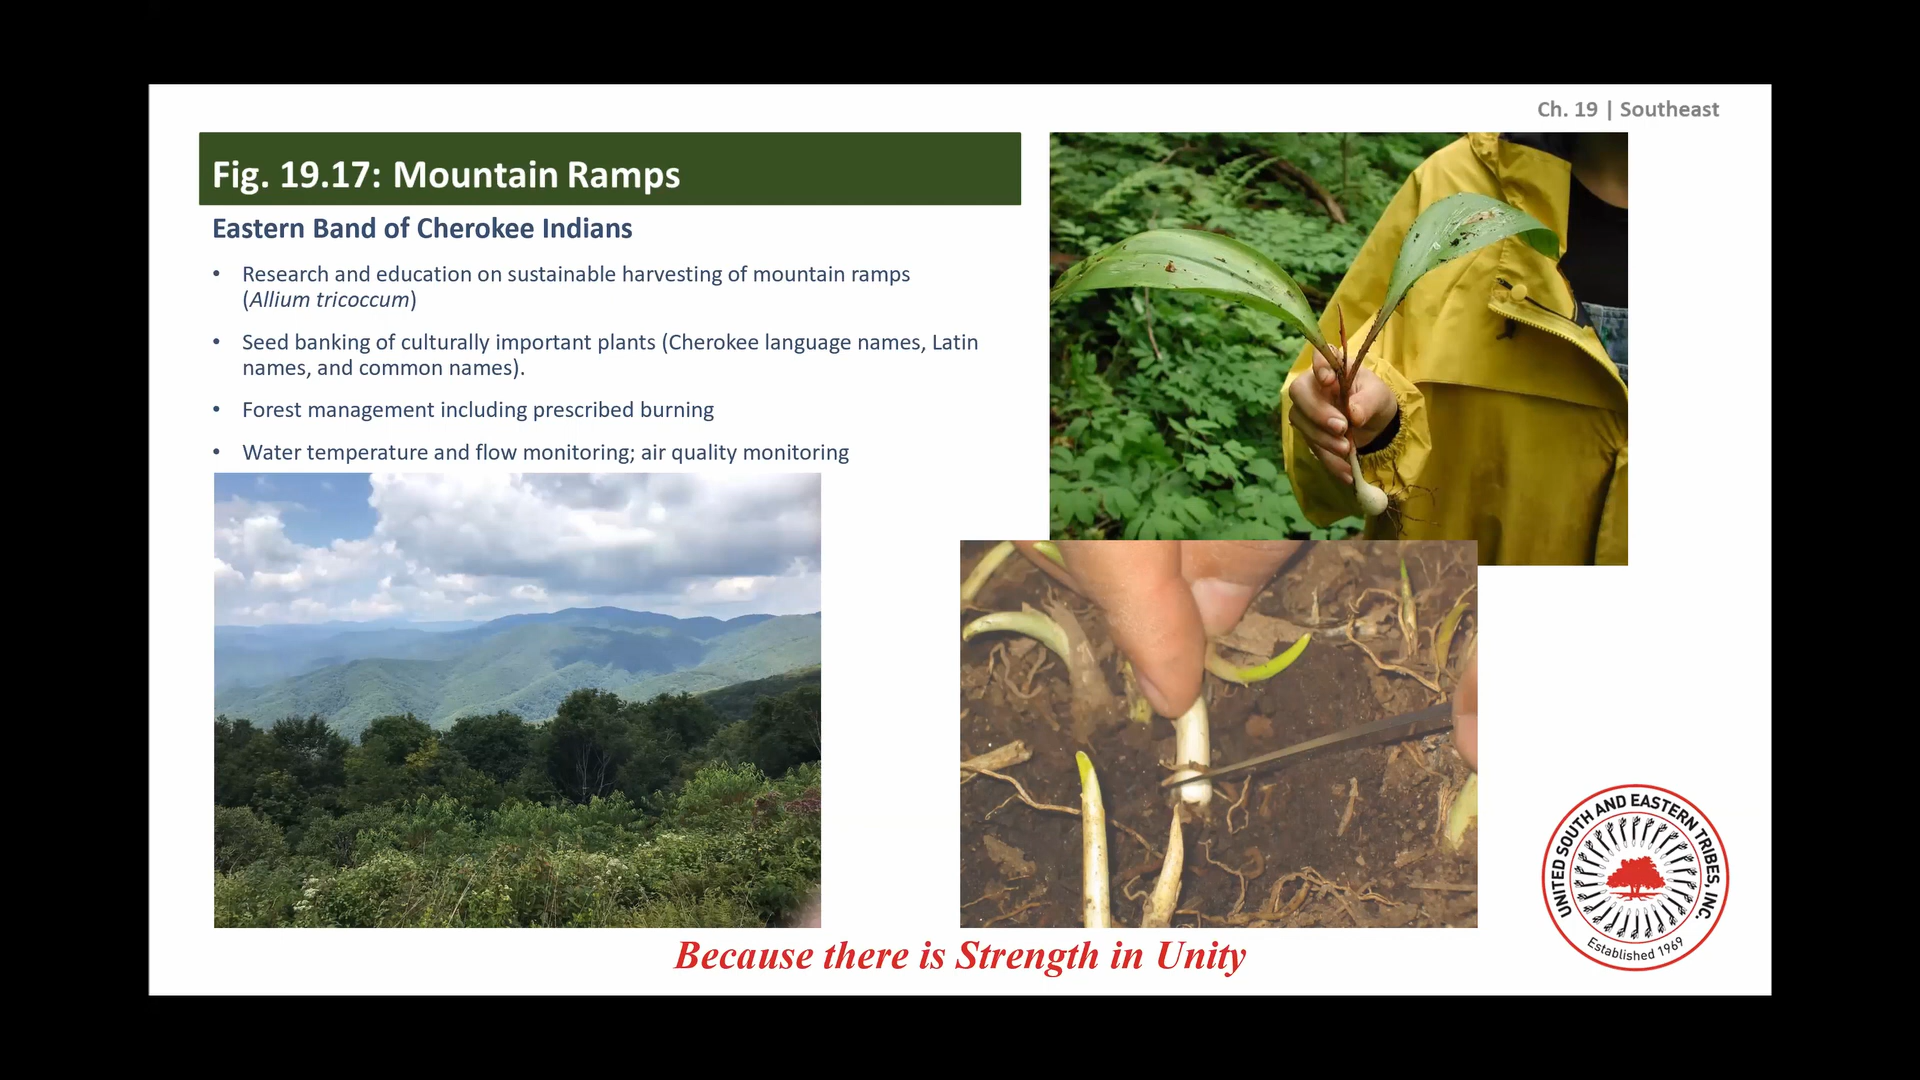 Ch. 19 | Southeast
Fig. 19.17: Mountain Ramps
Eastern Band of Cherokee Indians
• Research and education on sustainable harvesting of mountain ramps
(Allium tricoccum)
• Seed banking of culturally important plants (Cherokee language names, Latin
names, and common names).
• Forest management including prescribed burning
• Water temperature and flow monitoring; air quality monitoring
UNITED SOUTH AND EASTERN TRIBES, INC.
Established 1969
Because there is Strength in Unity